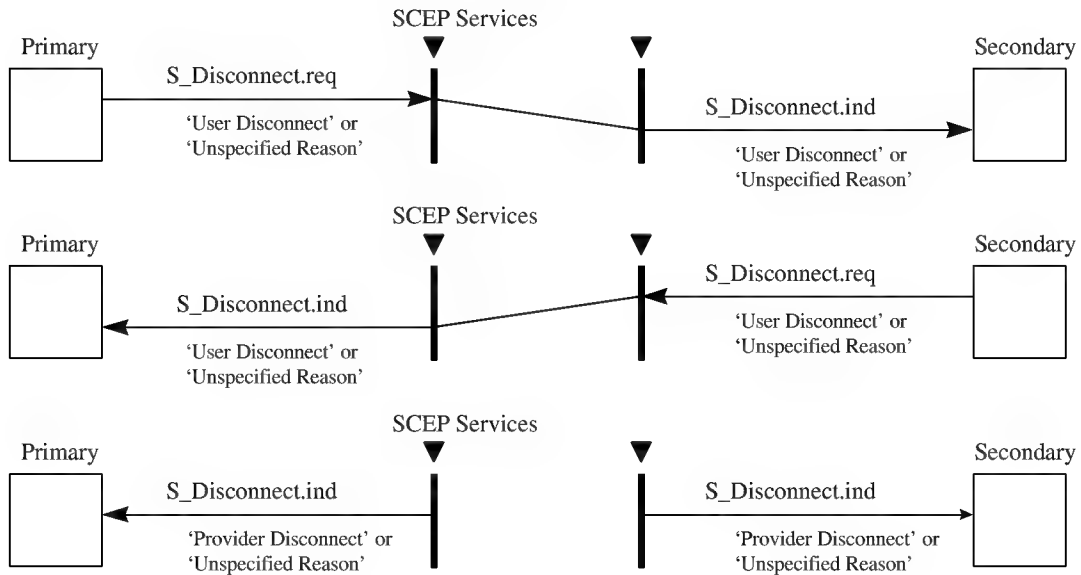 SCEP Services
Primary
Secondary
S_Disconnect.req
S_Disconnect.ind
‘User Disconnect’ or
‘Unspecified Reason’
‘User Disconnect’ or
‘Unspecified Reason’
SCEP Services
Primary
Secondary
S_Disconnect.req
S_Disconnect.ind
‘User Disconnect’ or
‘Unspecified Reason’
‘User Disconnect’ or
‘Unspecified Reason’
SCEP Services
Primary
Secondary
S_Disconnect.ind
S_Disconnect.ind
‘Provider Disconnect’ or
‘Unspecified Reason’
‘Provider Disconnect’ or
‘Unspecified Reason’